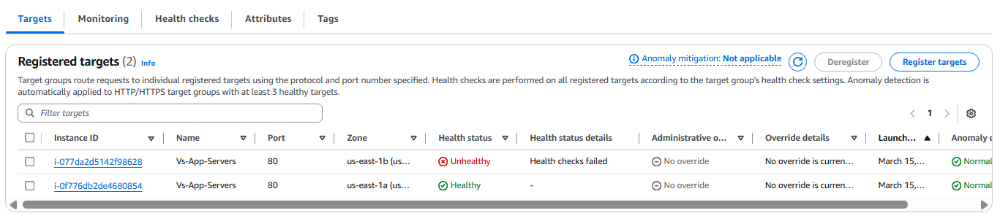 Targets Monitoring Health checks Attributes Tags
Registered targets (2) Info
Anomaly mitigation: Not applicable
Deregister
Register targets
Target groups route requests to individual registered targets using the protocol and port number specified. Health checks are performed on all registered targets according to the target group's health check settings. Anomaly detection is
automatically applied to HTTP/HTTPS target groups with at least 3 healthy targets.
Filter targets
1
Instance ID Name Port Zone Health status Health status details Administrative o... Override details Launch... Anomaly
i-077da2d5142f98628 Vs-App-Servers 80 us-east-1b (us... Unhealthy Health checks failed No override No override is curren... March 15,... Normal
i-0f776db2de4680854 Vs-App-Servers 80 us-east-1a (us... Healthy - No override No override is curren... March 15,... Normal